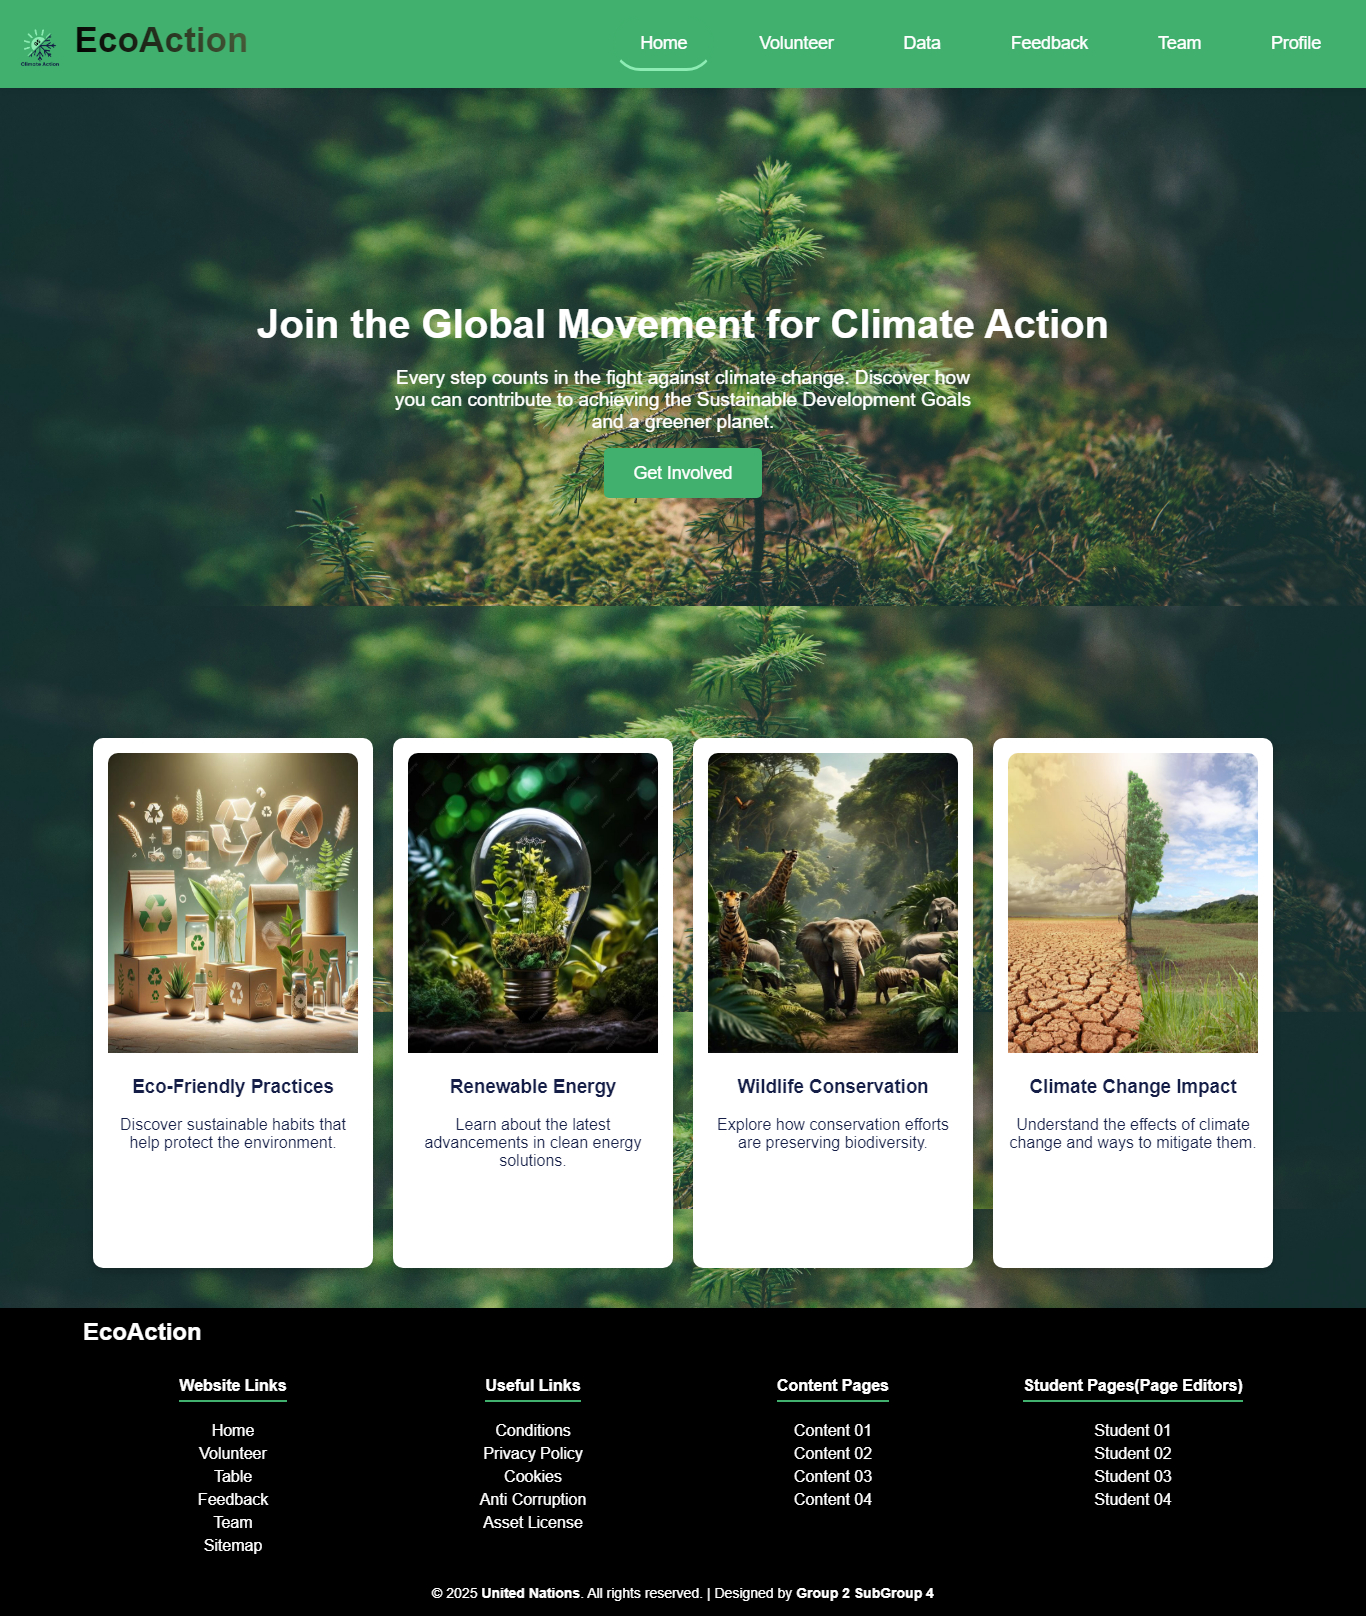 Climate Action
EcoAction
Home
Volunteer
Data
Feedback
Team
Profile
Join the Global Movement for Climate Action
Every step counts in the fight against climate change. Discover how
you can contribute to achieving the Sustainable Development Goals
and a greener planet.
Get Involved
Eco-Friendly Practices
Discover sustainable habits that
help protect the environment.
Renewable Energy
Learn about the latest
advancements in clean energy
solutions.
Wildlife Conservation
Explore how conservation efforts
are preserving biodiversity.
Climate Change Impact
Understand the effects of climate
change and ways to mitigate them.
EcoAction
Website Links
Home
Volunteer
Table
Feedback
Team
Sitemap
Useful Links
Conditions
Privacy Policy
Cookies
Anti Corruption
Asset License
Content Pages
Content 01
Content 02
Content 03
Content 04
Student Pages(Page Editors)
Student 01
Student 02
Student 03
Student 04
© 2025 United Nations. All rights reserved. | Designed by Group 2 SubGroup 4